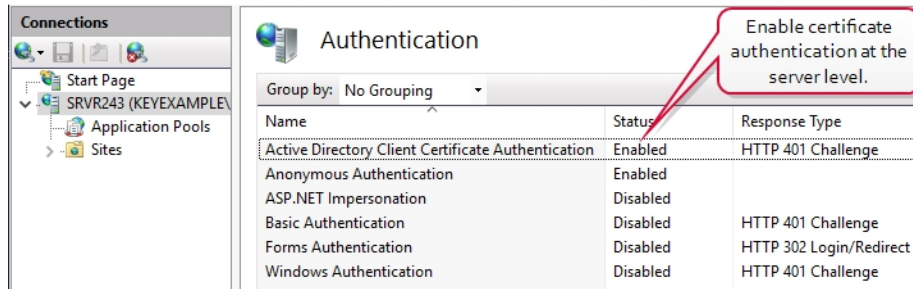 Connections
Start Page
SRVR243 (KEYEXAMPLE\
Application Pools
Sites
Authentication
Enable certificate
authentication at the
server level.
Group by: No Grouping
Name Status Response Type
Active Directory Client Certificate Authentication Enabled HTTP 401 Challenge
Anonymous Authentication Enabled
ASP.NET Impersonation Disabled
Basic Authentication Disabled HTTP 401 Challenge
Forms Authentication Disabled HTTP 302 Login/Redirect
Windows Authentication Disabled HTTP 401 Challenge